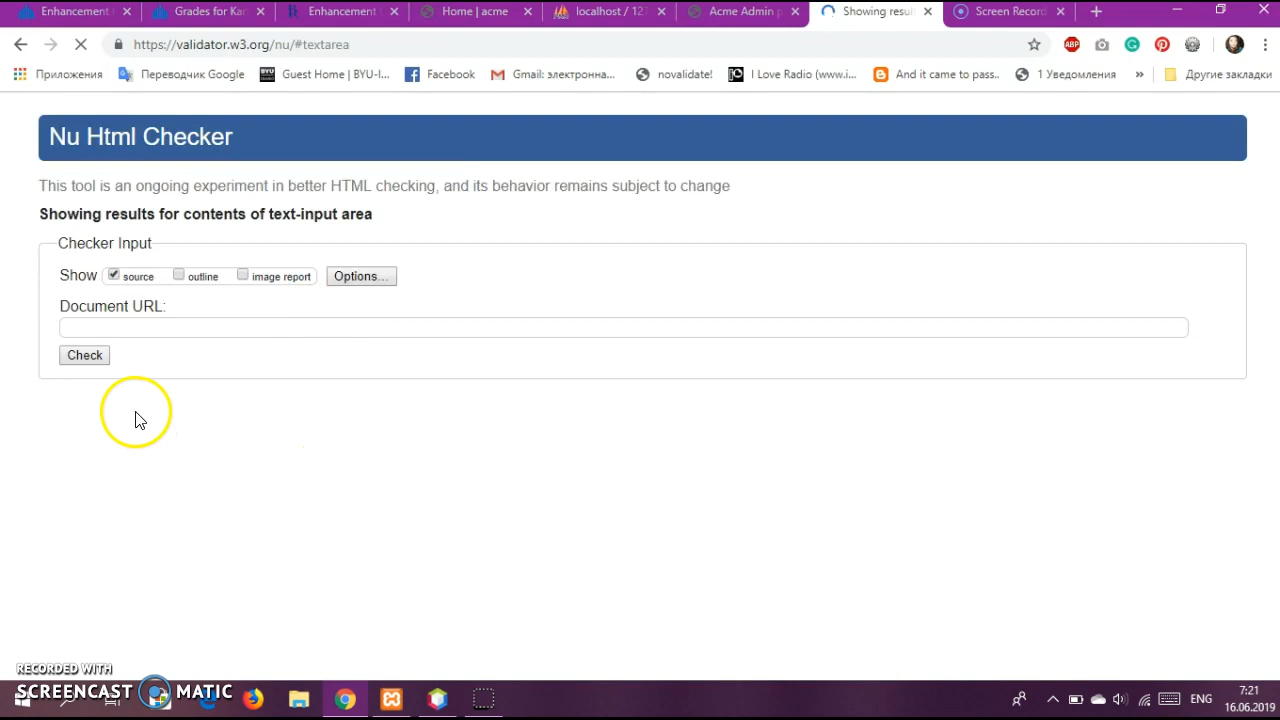 Enhancement
Grades for Kar
Enhancement
Home | acme
localhost / 127
Acme Admin p
Showing resul
Screen Record
https://validator.w3.org/nu/#textarea
ABP
Приложения
Переводчик Google
BYU
Guest Home | BYU-I...
Facebook
Gmail: электронна...
novalidate!
I Love Radio (www.i...
And it came to pass..
1 Уведомления
»
Другие закладки
Nu Html Checker
This tool is an ongoing experiment in better HTML checking, and its behavior remains subject to change
Showing results for contents of text-input area
Checker Input
Show source outline image report Options...
Document URL:
Check
RECORDED WITH
SCREENCAST MATIC
ENG
7:21
16.06.2019